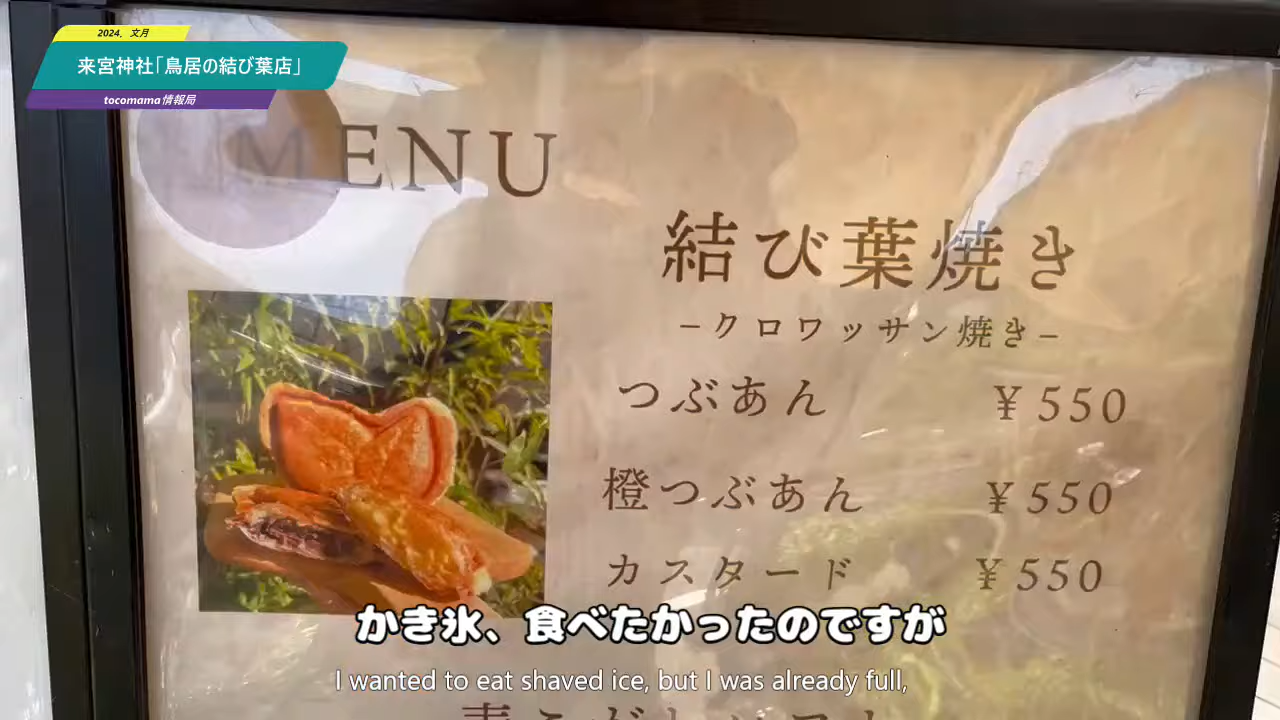 2024. 文月
来宮神社「鳥居の結び葉店」
tocomama情報局
MENU
結び葉焼き
−クロワッサン焼き−
つぶあん ¥550
橙つぶあん ¥550
カスタード ¥550
かき氷、食べたかったのですが
I wanted to eat shaved ice, but I was already full,